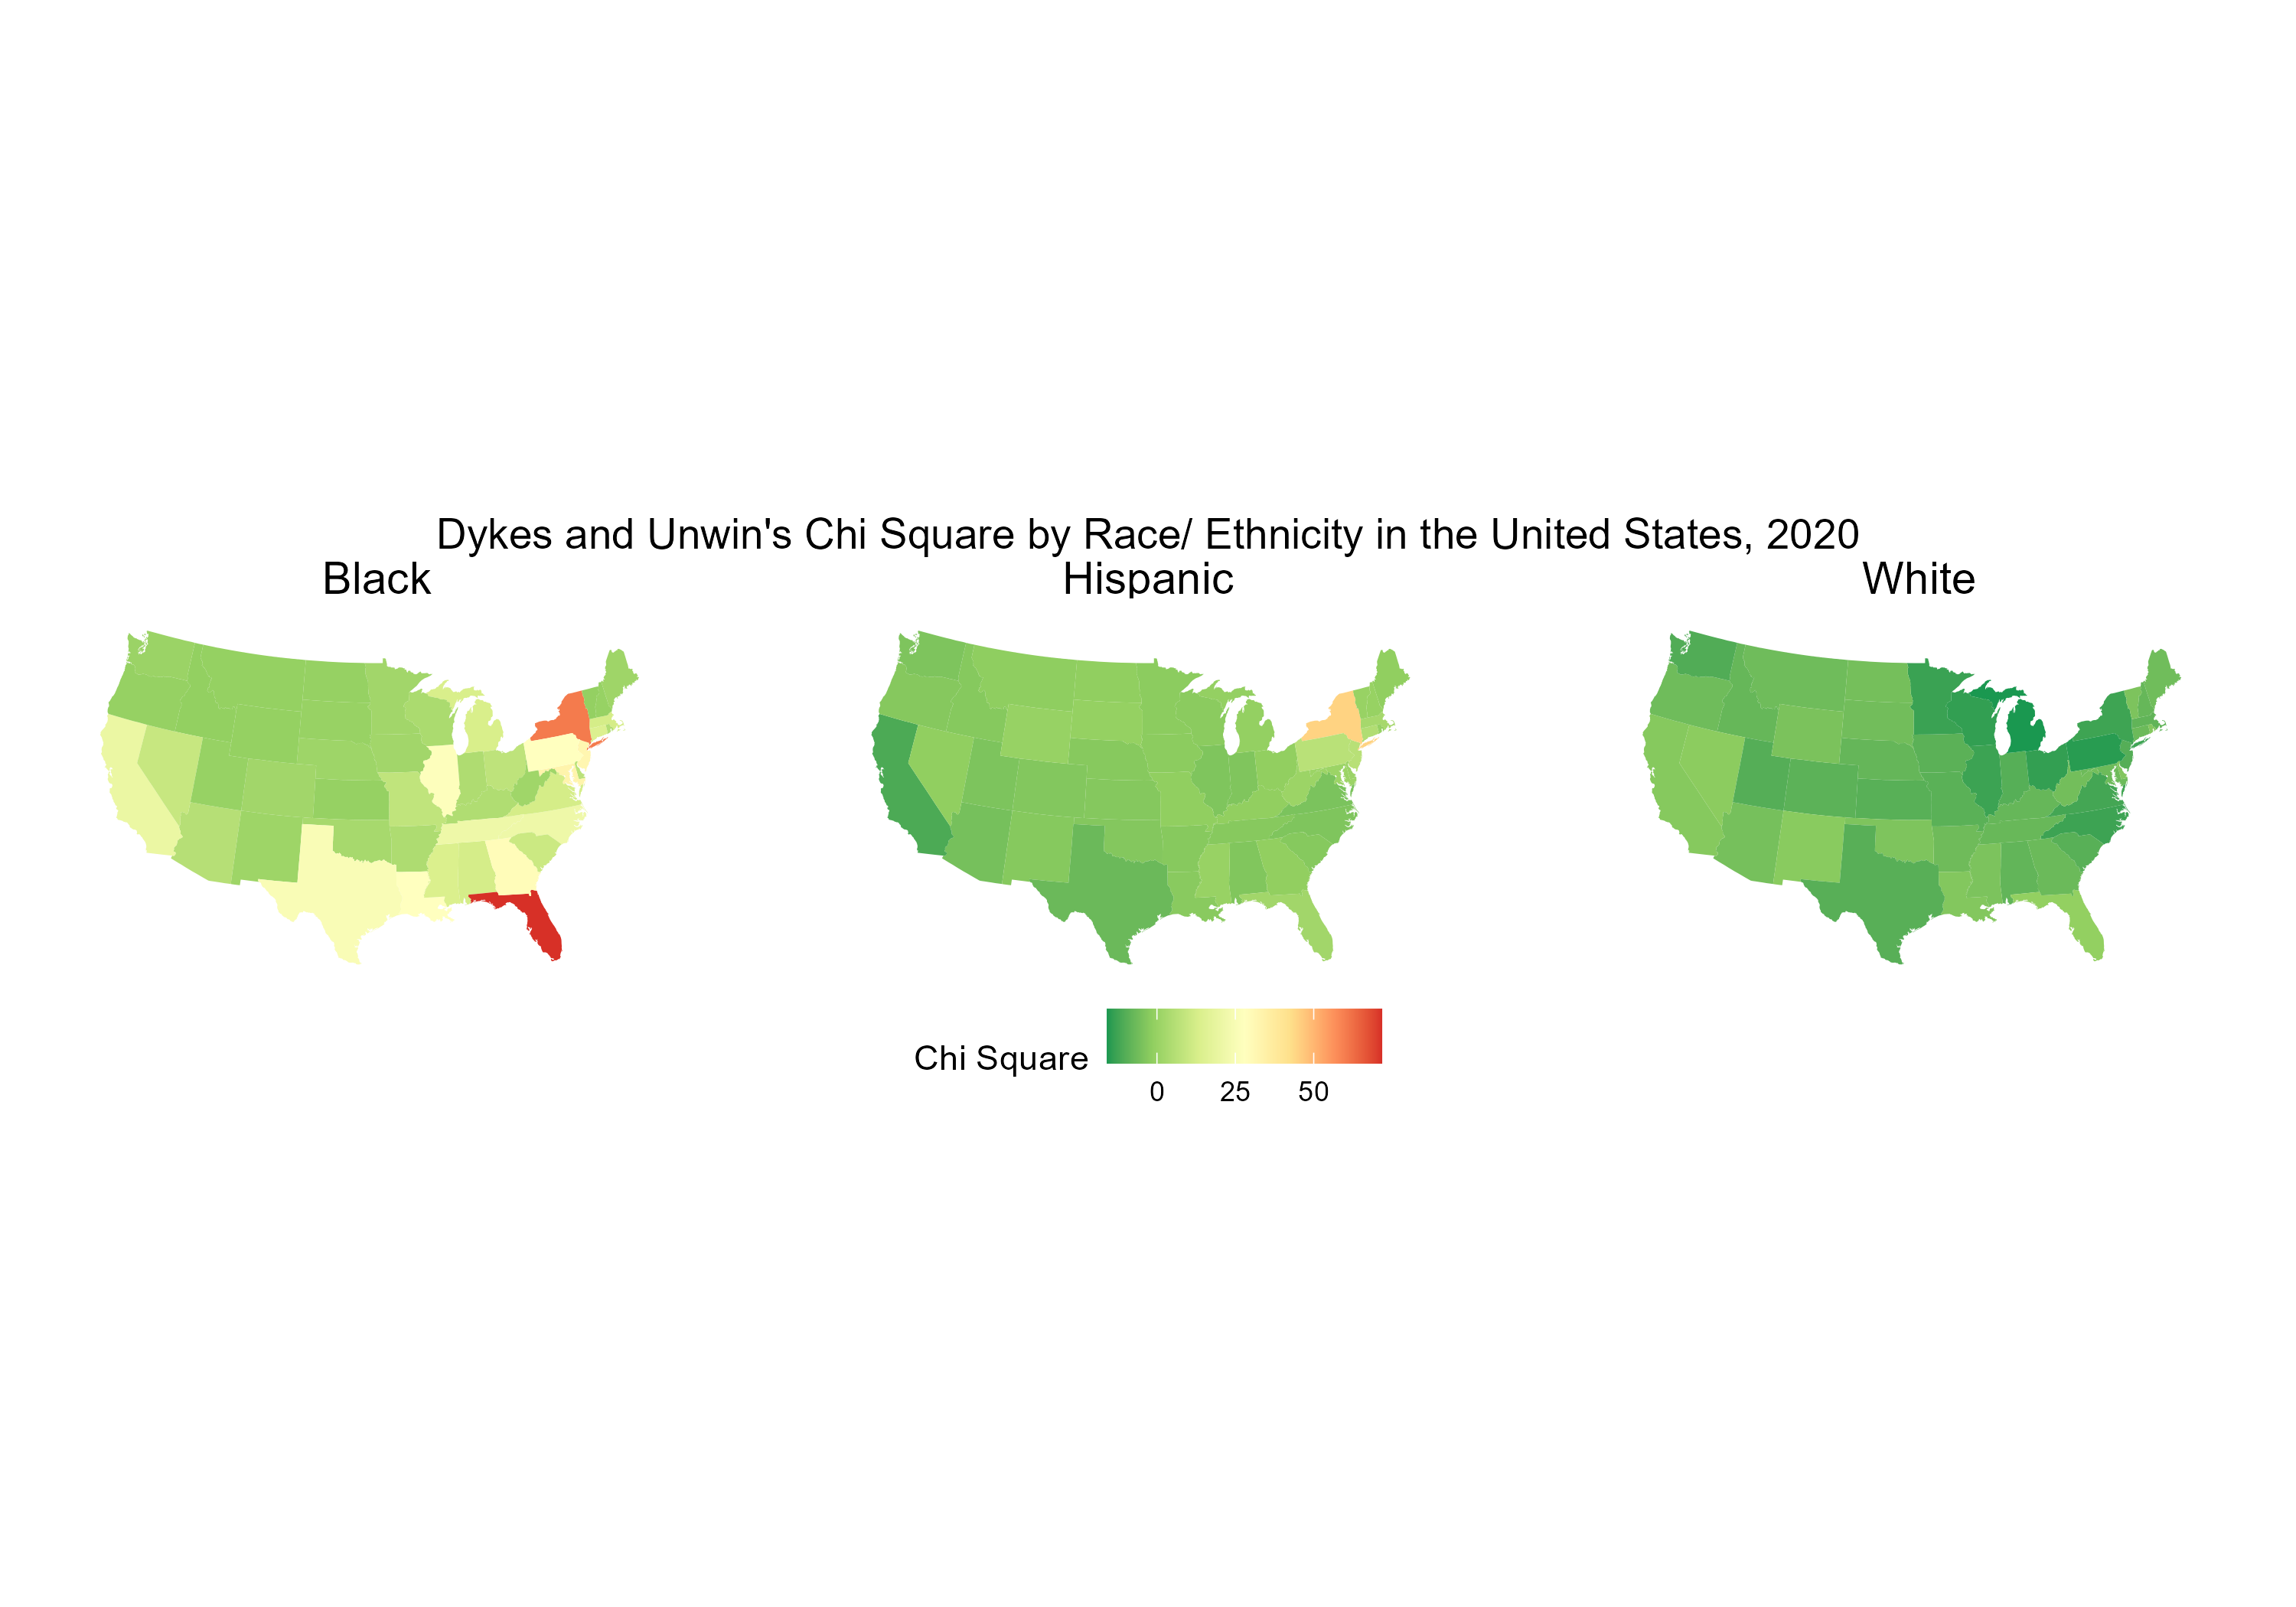 Dykes and Unwin's Chi Square by Race/ Ethnicity in the United States, 2020
Black
Hispanic
White
Chi Square
0
25
50